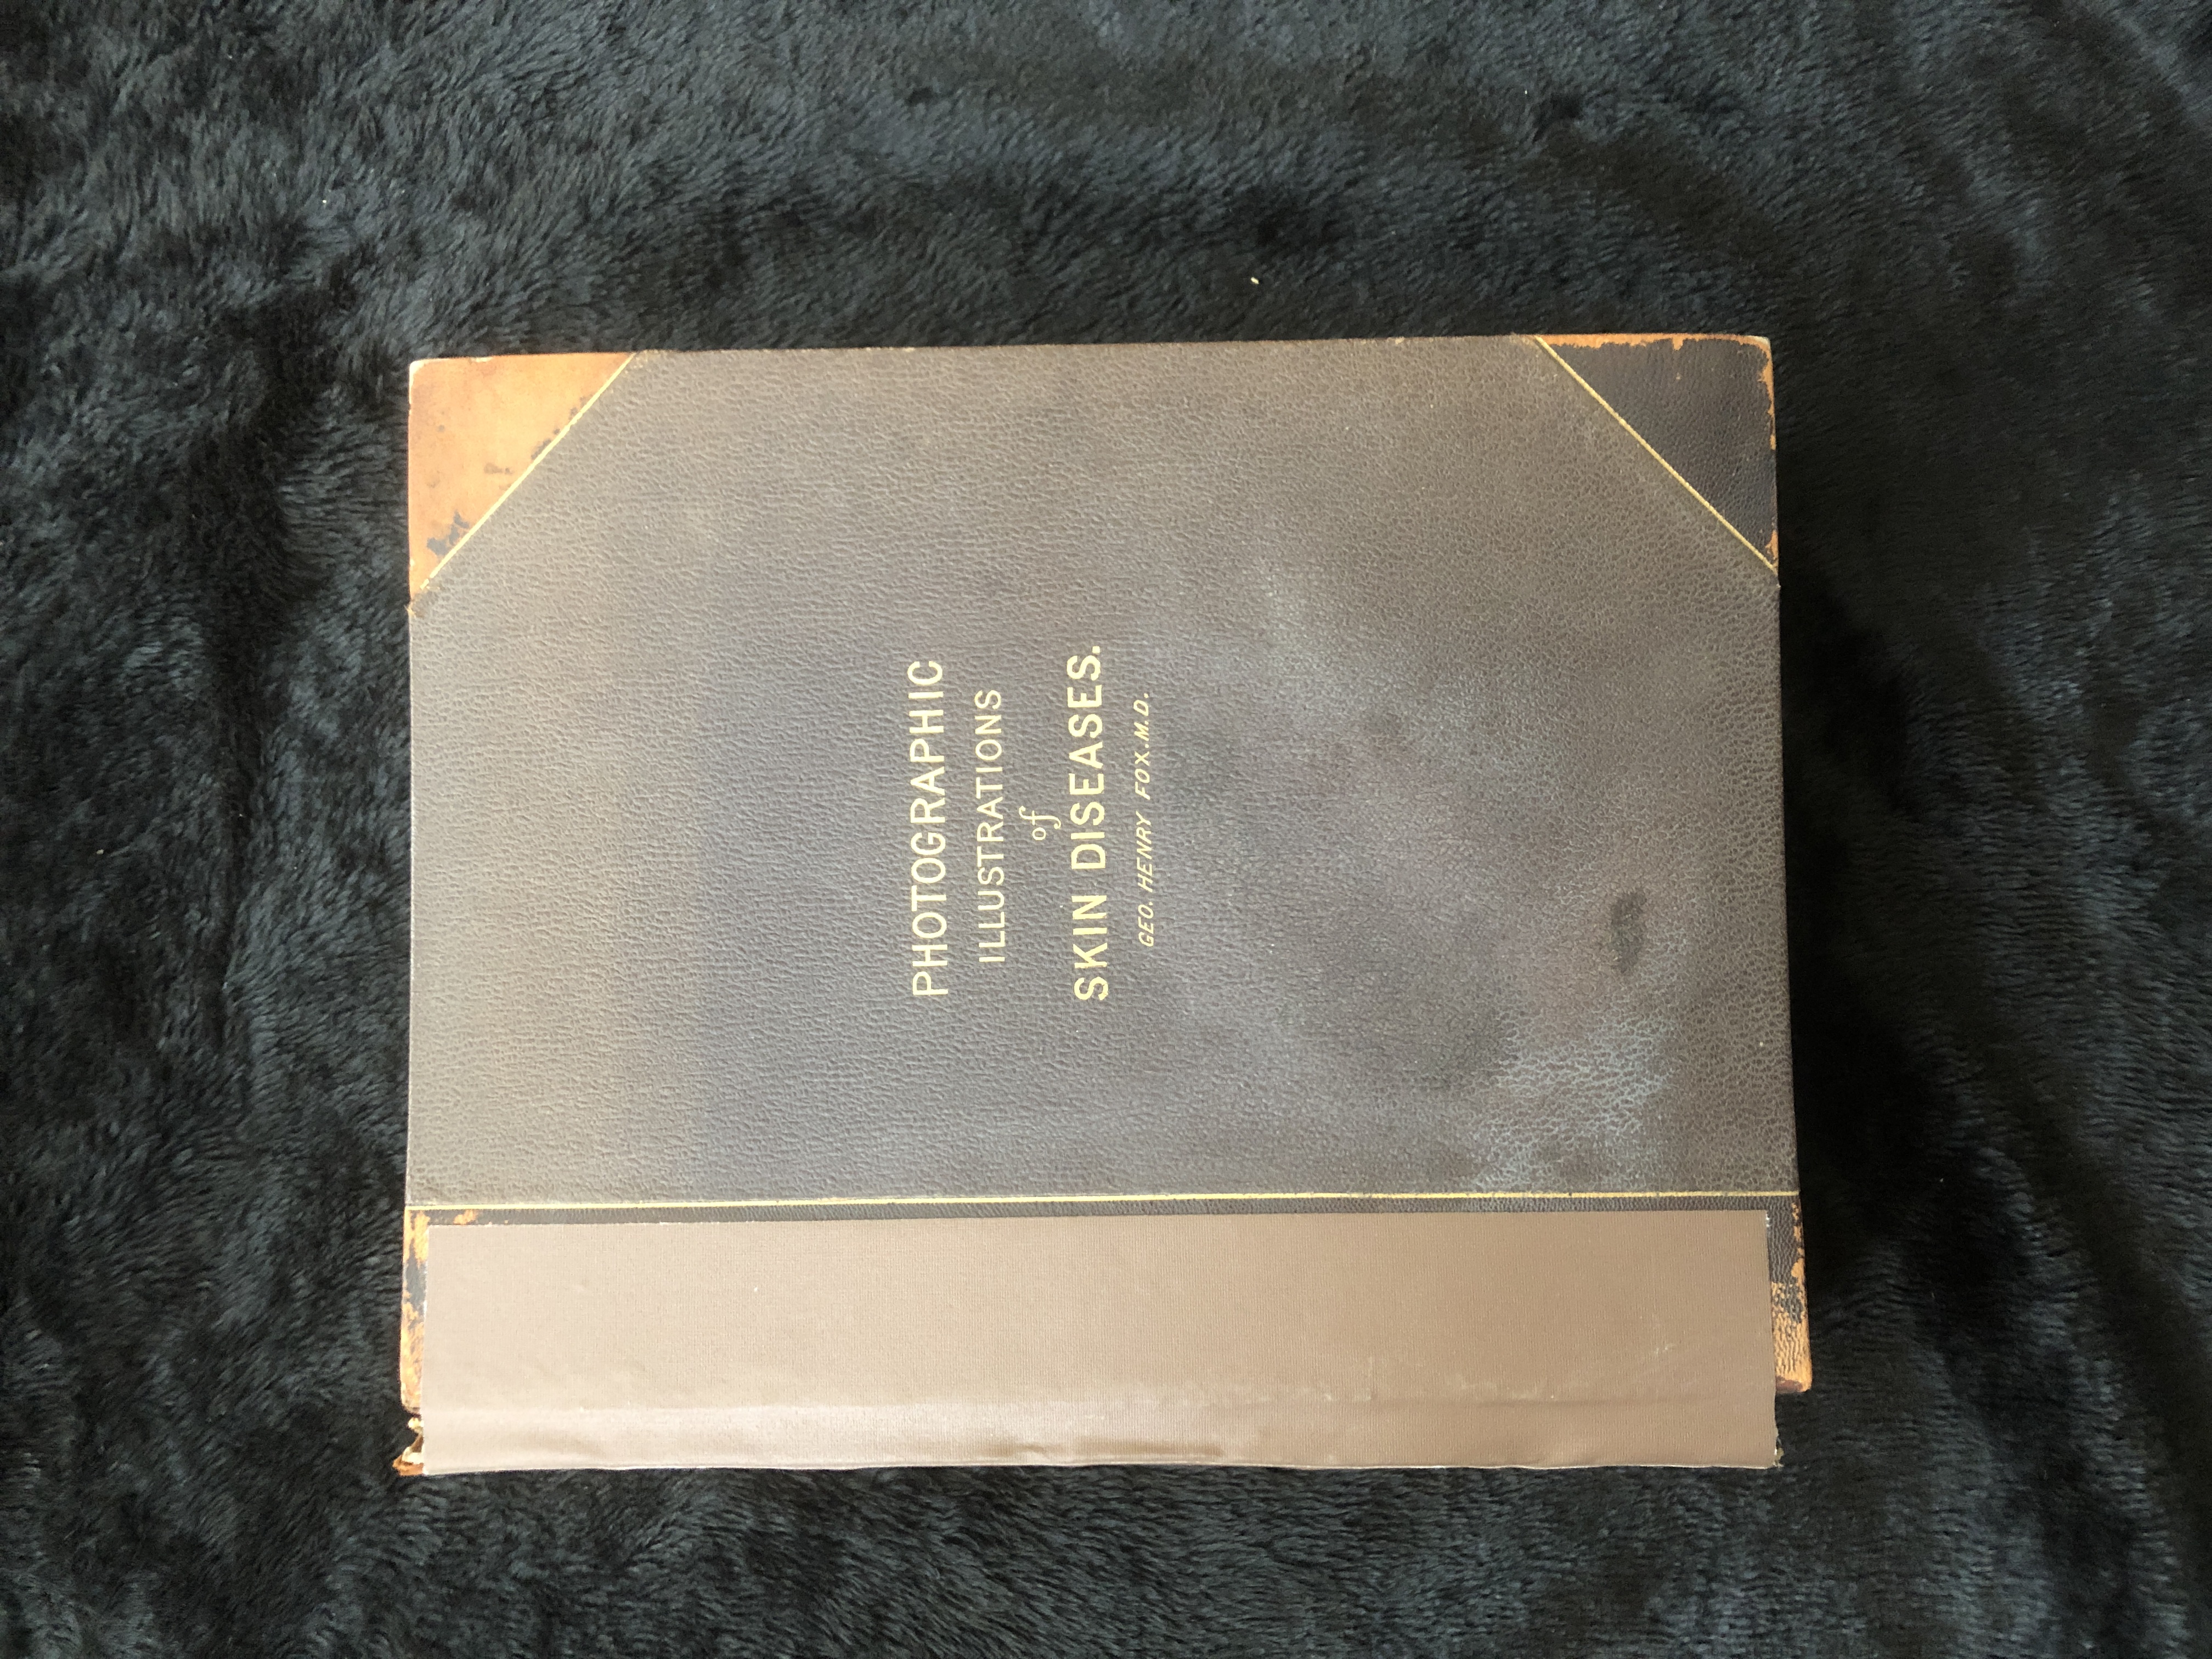 PHOTOGRAPHIC
ILLUSTRATIONS
of
SKIN DISEASES.
GEO. HENRY FOX. M.D.